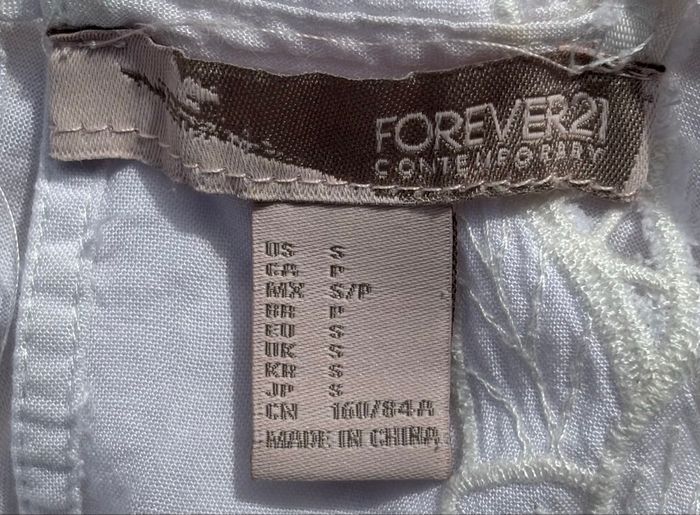 FOREVER21
CONTEMPORARY
US S
CA P
MX S/P
BR P
EU S
UK S
KR S
JP S
CN 160/84A
MADE IN CHINA